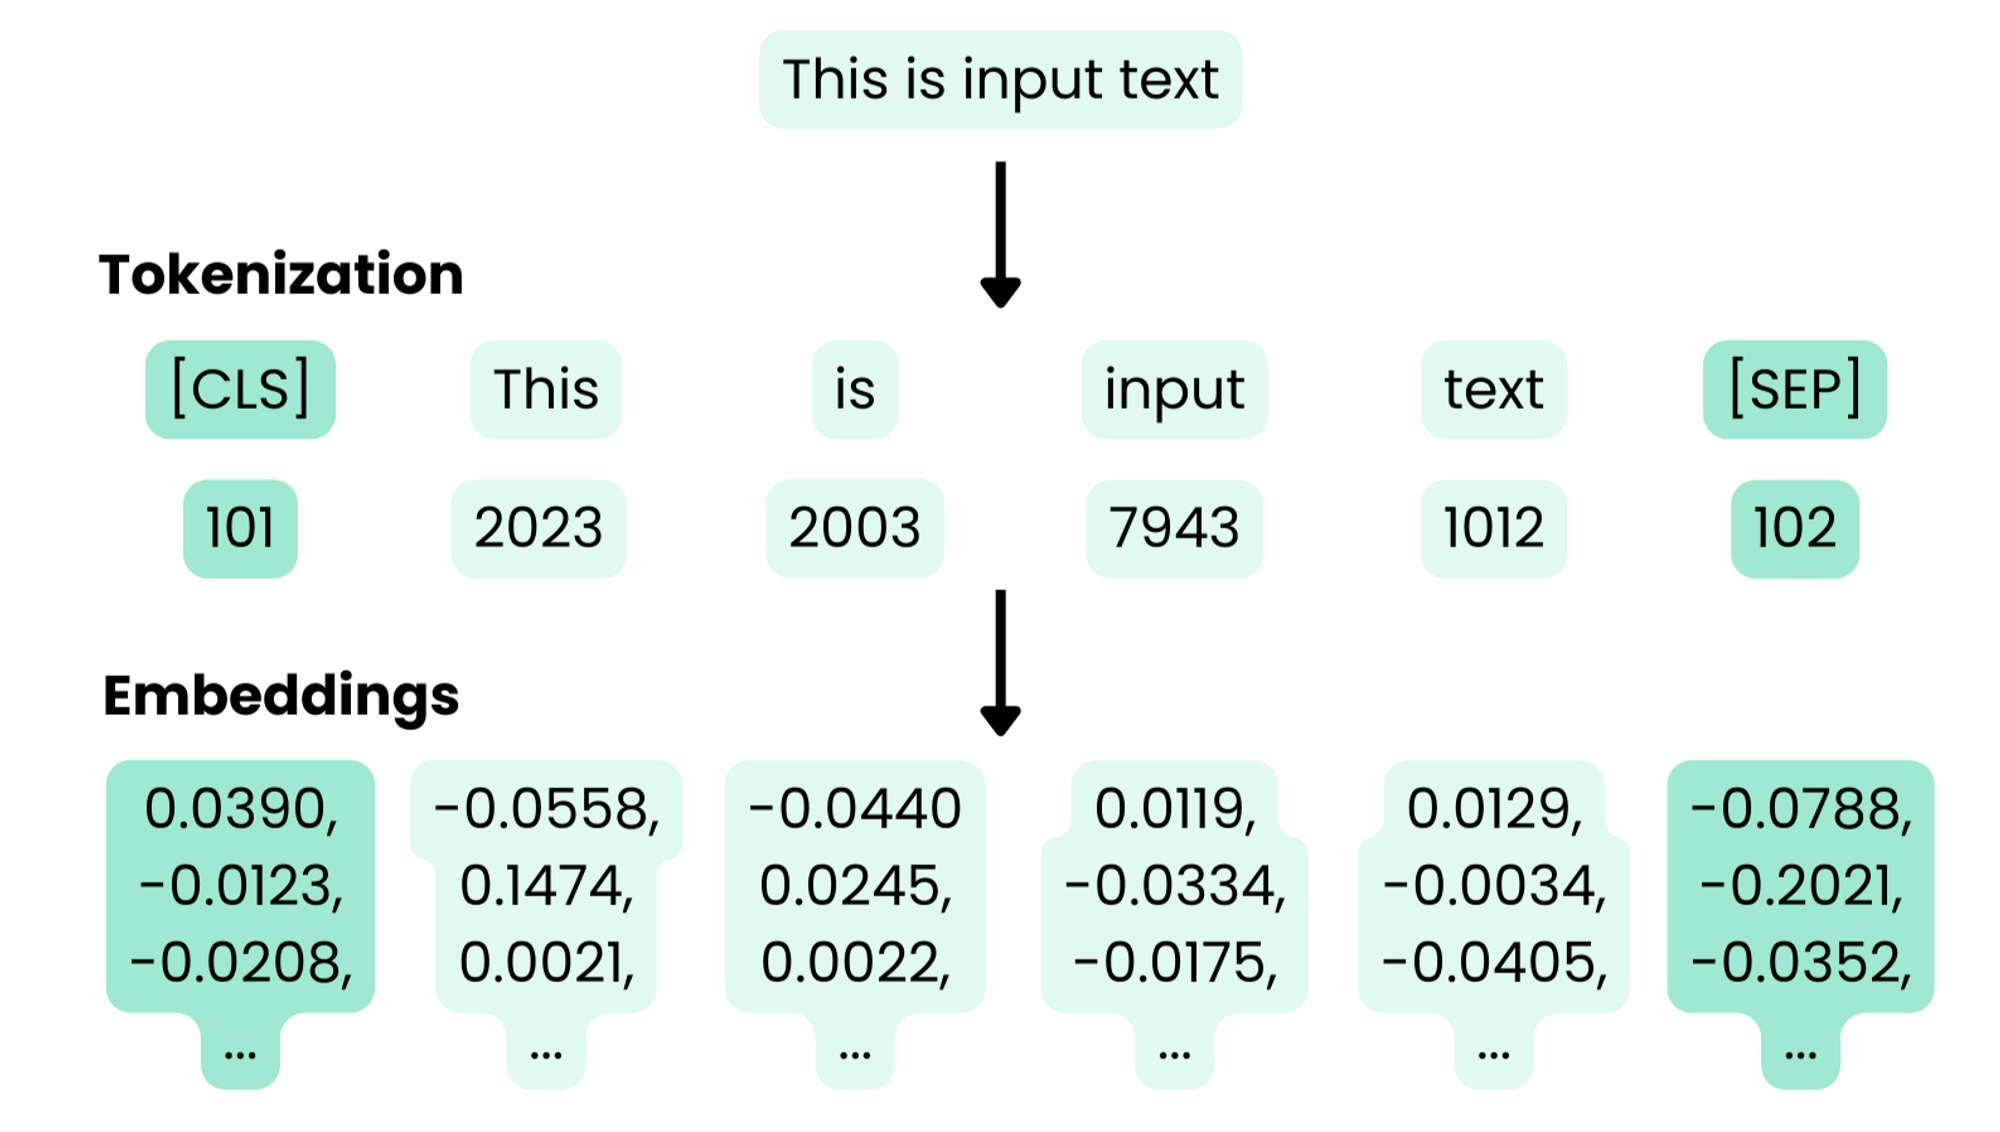 This is input text
Tokenization
[CLS] This is input text [SEP]
101 2023 2003 7943 1012 102
Embeddings
0.0390, -0.0558, -0.0440 0.0119, 0.0129, -0.0788,
-0.0123, 0.1474, 0.0245, -0.0334, -0.0034, -0.2021,
-0.0208, 0.0021, 0.0022, -0.0175, -0.0405, -0.0352,
... ... ... ... ... ...